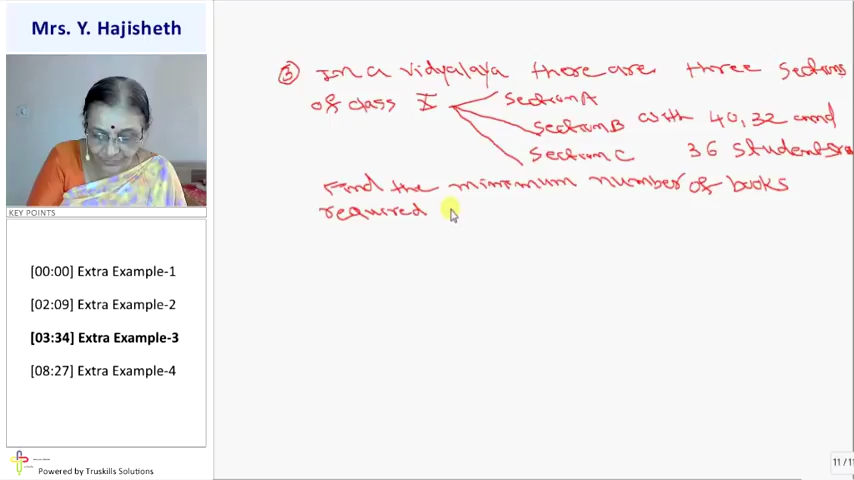 Mrs. Y. Hajisheth
KEY POINTS
[00:00] Extra Example-1
[02:09] Extra Example-2
[03:34] Extra Example-3
[08:27] Extra Example-4
Powered by Truskills Solutions
③ In a vidyalaya there are three sections
of class X Section A
Section B with 40, 32 and
Section C 36 students
Find the minimum number of books
required
11 / 11